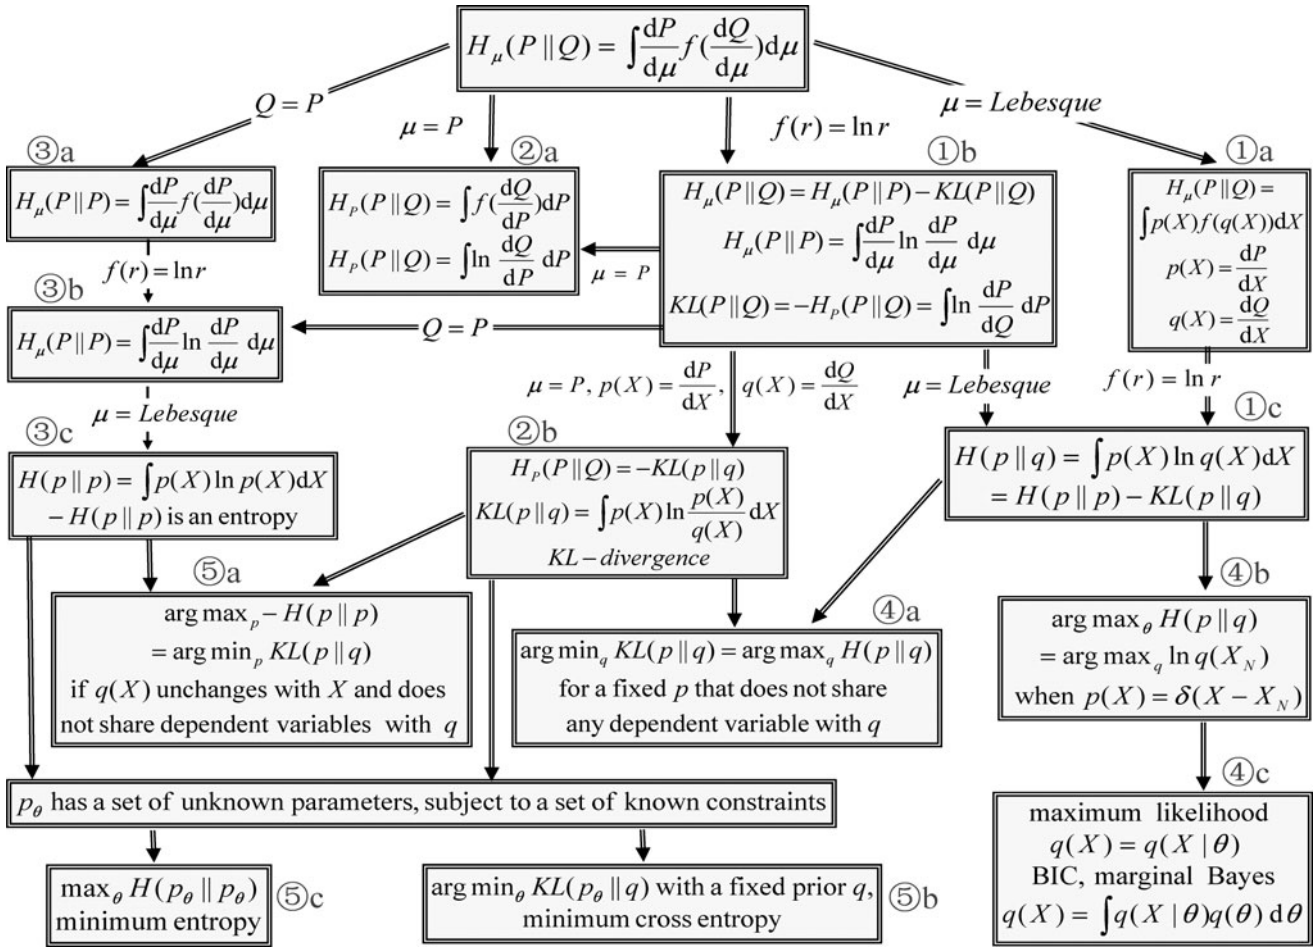 H_μ(P || Q) = ∫ dP/dμ f(dQ/dμ)dμ
Q = P
μ = P
f(r) = ln r
μ = Lebesque
③a
H_μ(P || P) = ∫ dP/dμ f(dP/dμ)dμ
②a
H_P(P || Q) = ∫ f(dQ/dP)dP
H_P(P || Q) = ∫ ln dQ/dP dP
①b
H_μ(P || Q) = H_μ(P || P) − KL(P || Q)
H_μ(P || P) = ∫ dP/dμ ln dP/dμ dμ
KL(P || Q) = −H_P(P || Q) = ∫ ln dP/dQ dP
①a
H_μ(P || Q) =
∫ p(X)f(q(X))dX
p(X) = dP/dX
q(X) = dQ/dX
μ = P
f(r) = ln r
③b
H_μ(P || P) = ∫ dP/dμ ln dP/dμ dμ
Q = P
μ = P, p(X) = dP/dX, q(X) = dQ/dX
μ = Lebesque
f(r) = ln r
μ = Lebesque
③c
H(p || p) = ∫ p(X) ln p(X)dX
− H(p || p) is an entropy
②b
H_P(P || Q) = −KL(p || q)
KL(p || q) = ∫ p(X) ln p(X)/q(X) dX
KL − divergence
①c
H(p || q) = ∫ p(X) ln q(X)dX
= H(p || p) − KL(p || q)
⑤a
arg max_p − H(p || p)
= arg min_p KL(p || q)
if q(X) unchanges with X and does
not share dependent variables with q
④a
arg min_q KL(p || q) = arg max_q H(p || q)
for a fixed p that does not share
any dependent variable with q
④b
arg max_θ H(p || q)
= arg max_q ln q(X_N)
when p(X) = δ(X − X_N)
p_θ has a set of unknown parameters, subject to a set of known constraints
④c
maximum likelihood
q(X) = q(X | θ)
BIC, marginal Bayes
q(X) = ∫ q(X | θ)q(θ) dθ
max_θ H(p_θ || p_θ)
minimum entropy
⑤c
arg min_θ KL(p_θ || q) with a fixed prior q,
minimum cross entropy
⑤b